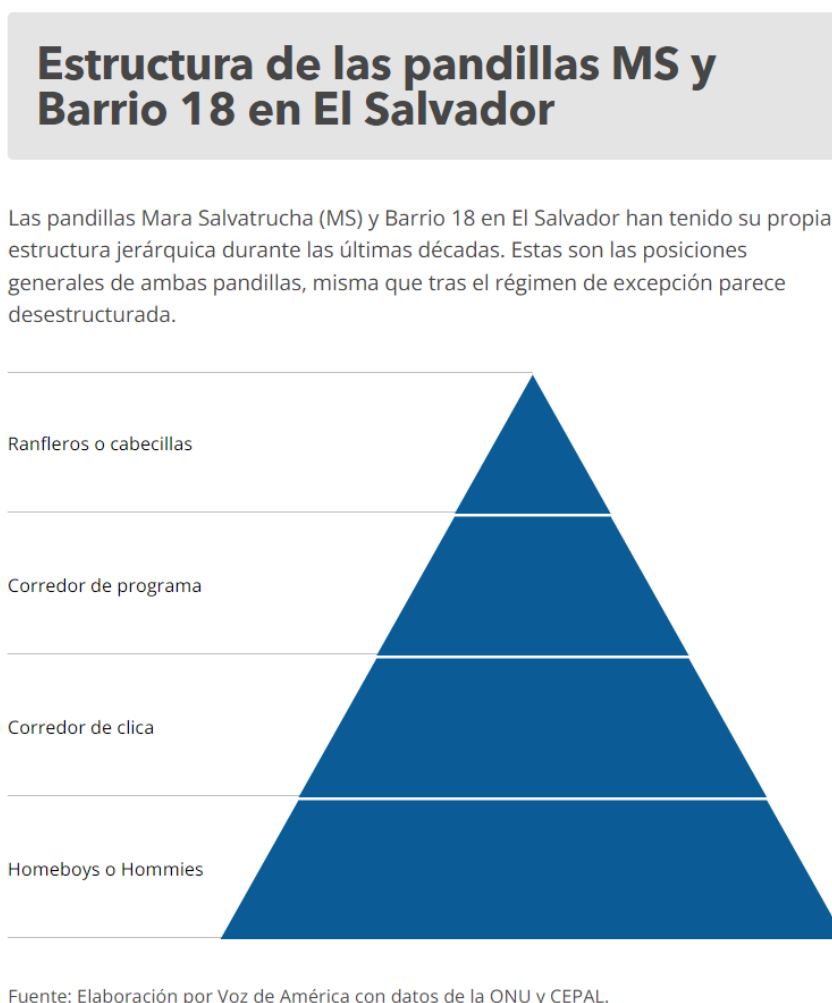 Estructura de las pandillas MS y
Barrio 18 en El Salvador
Las pandillas Mara Salvatrucha (MS) y Barrio 18 en El Salvador han tenido su propia
estructura jerárquica durante las últimas décadas. Estas son las posiciones
generales de ambas pandillas, misma que tras el régimen de excepción parece
desestructurada.
Ranfleros o cabecillas
Corredor de programa
Corredor de clica
Homeboys o Hommies
Fuente: Elaboración por Voz de América con datos de la ONU y CEPAL.